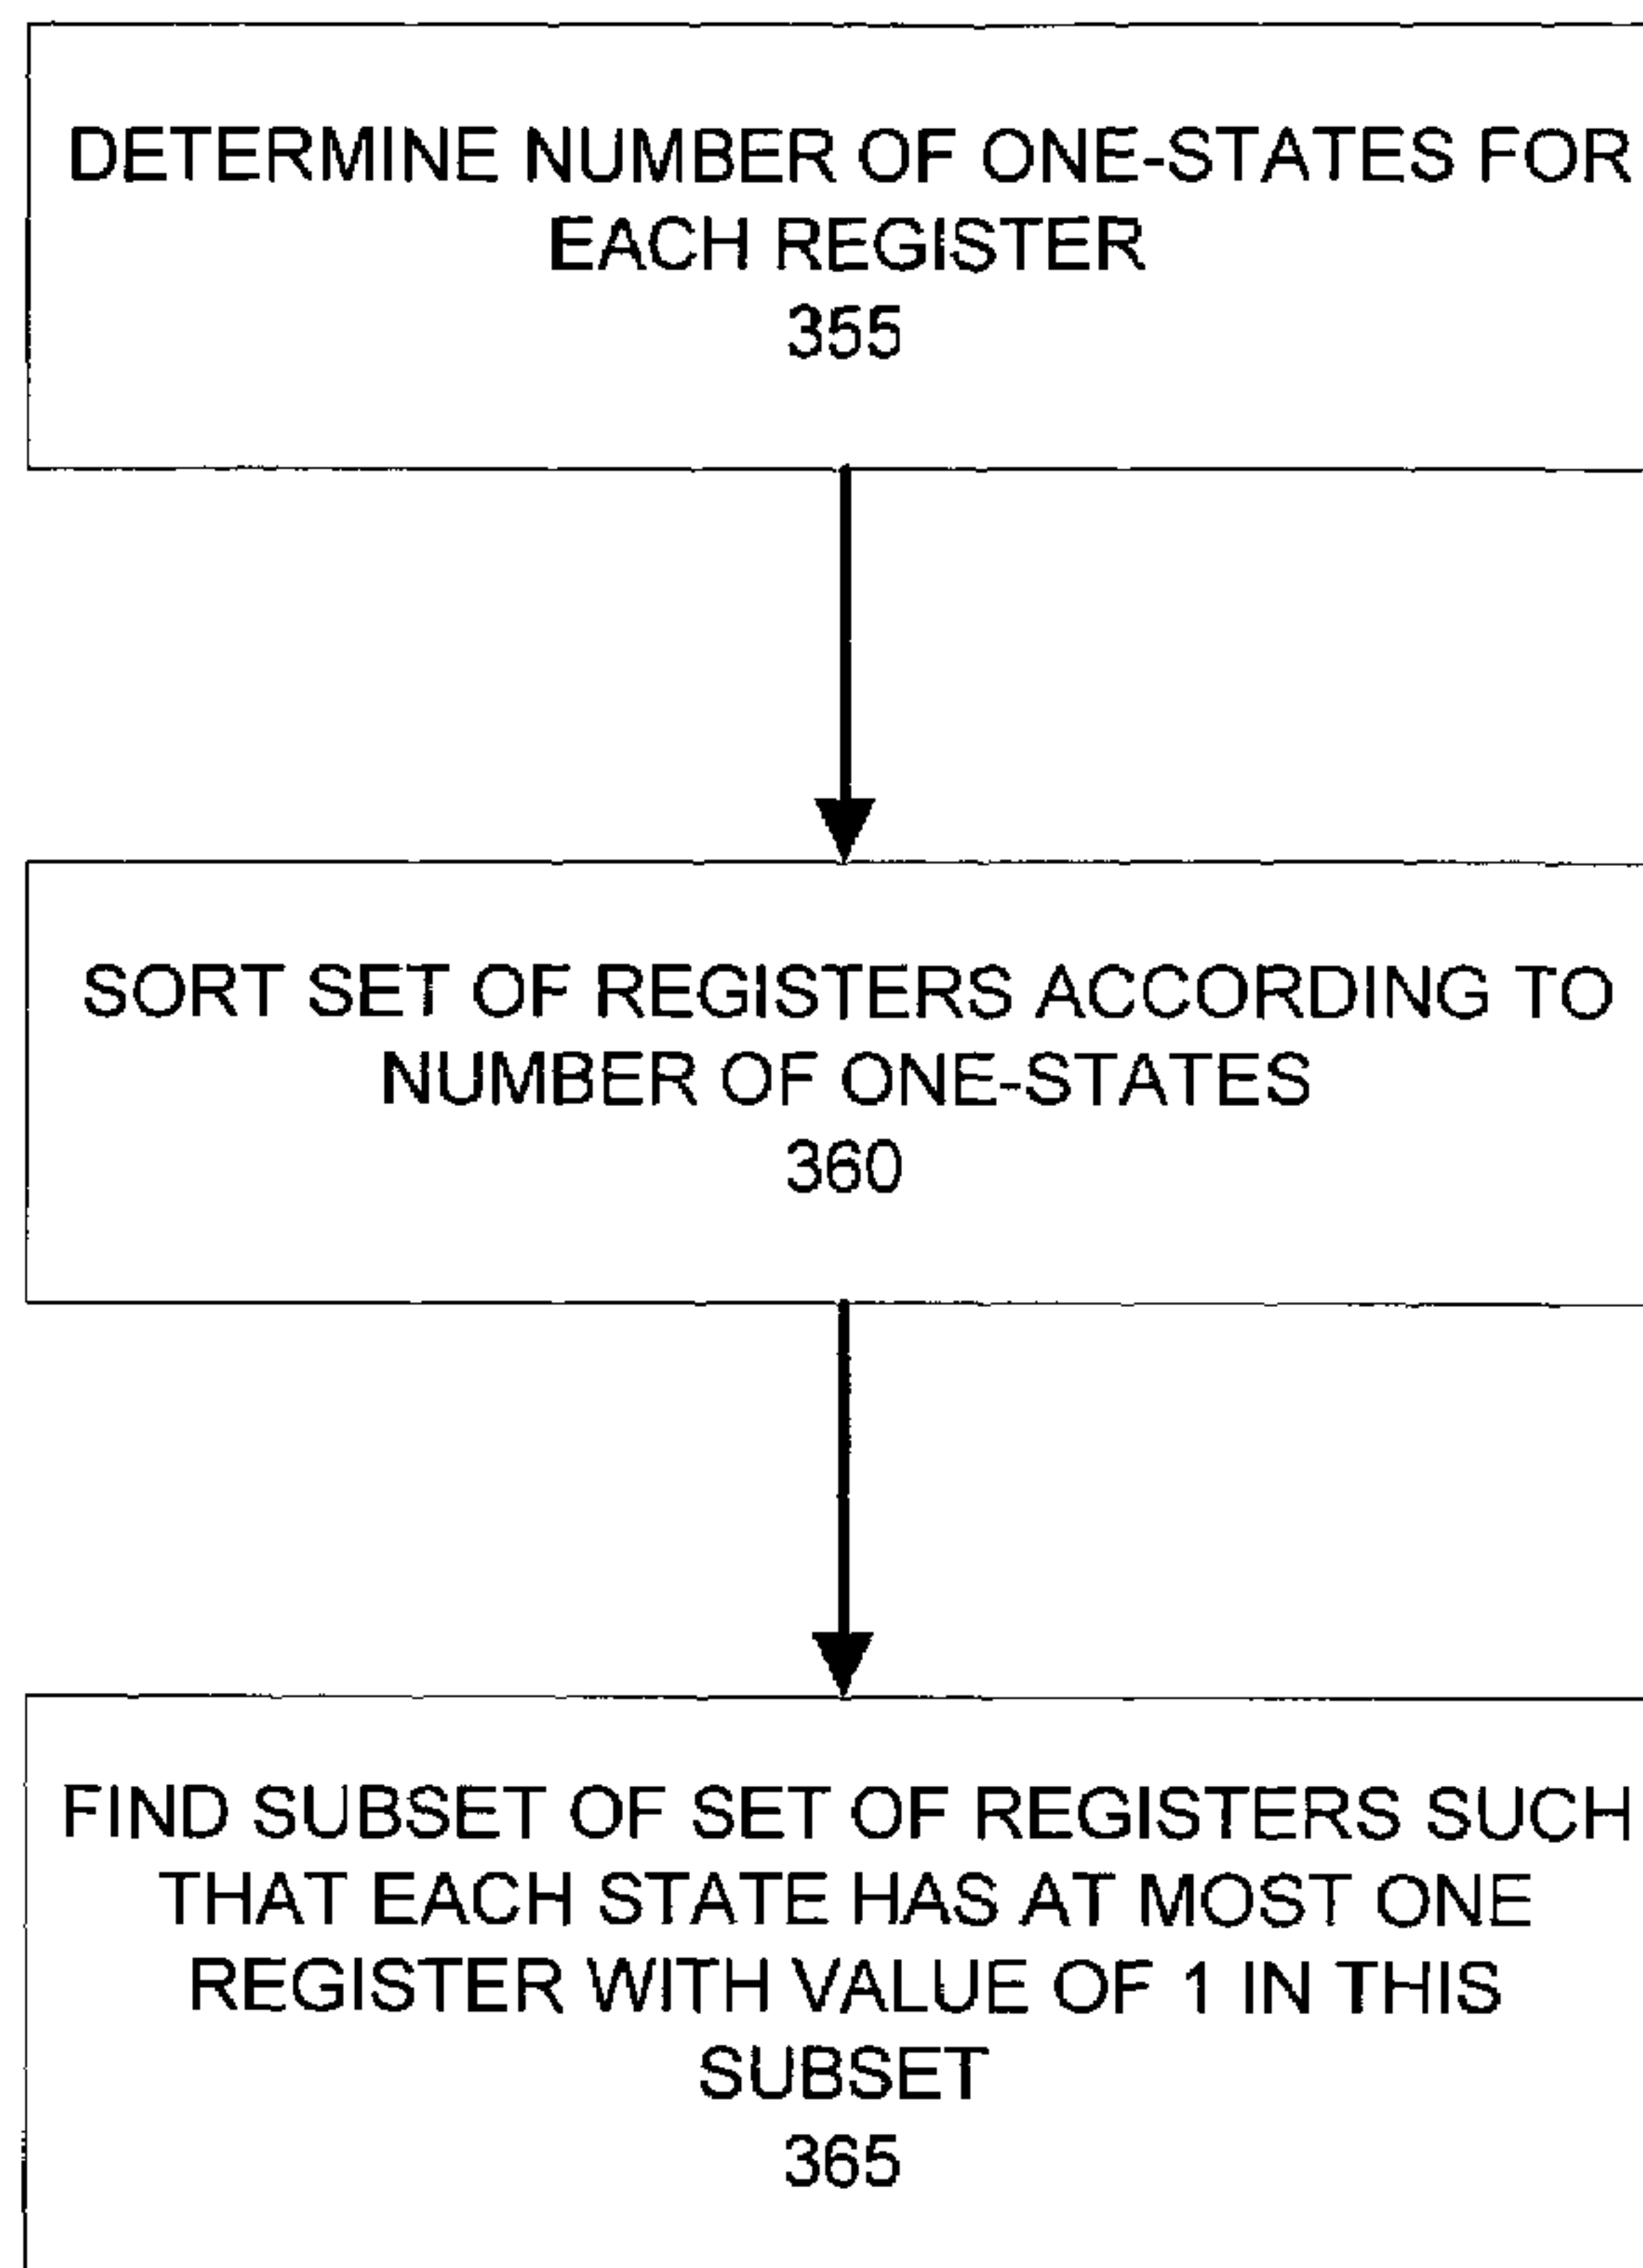 DETERMINE NUMBER OF ONE-STATES FOR
EACH REGISTER
355
SORT SET OF REGISTERS ACCORDING TO
NUMBER OF ONE-STATES
360
FIND SUBSET OF SET OF REGISTERS SUCH
THAT EACH STATE HAS AT MOST ONE
REGISTER WITH VALUE OF 1 IN THIS
SUBSET
365